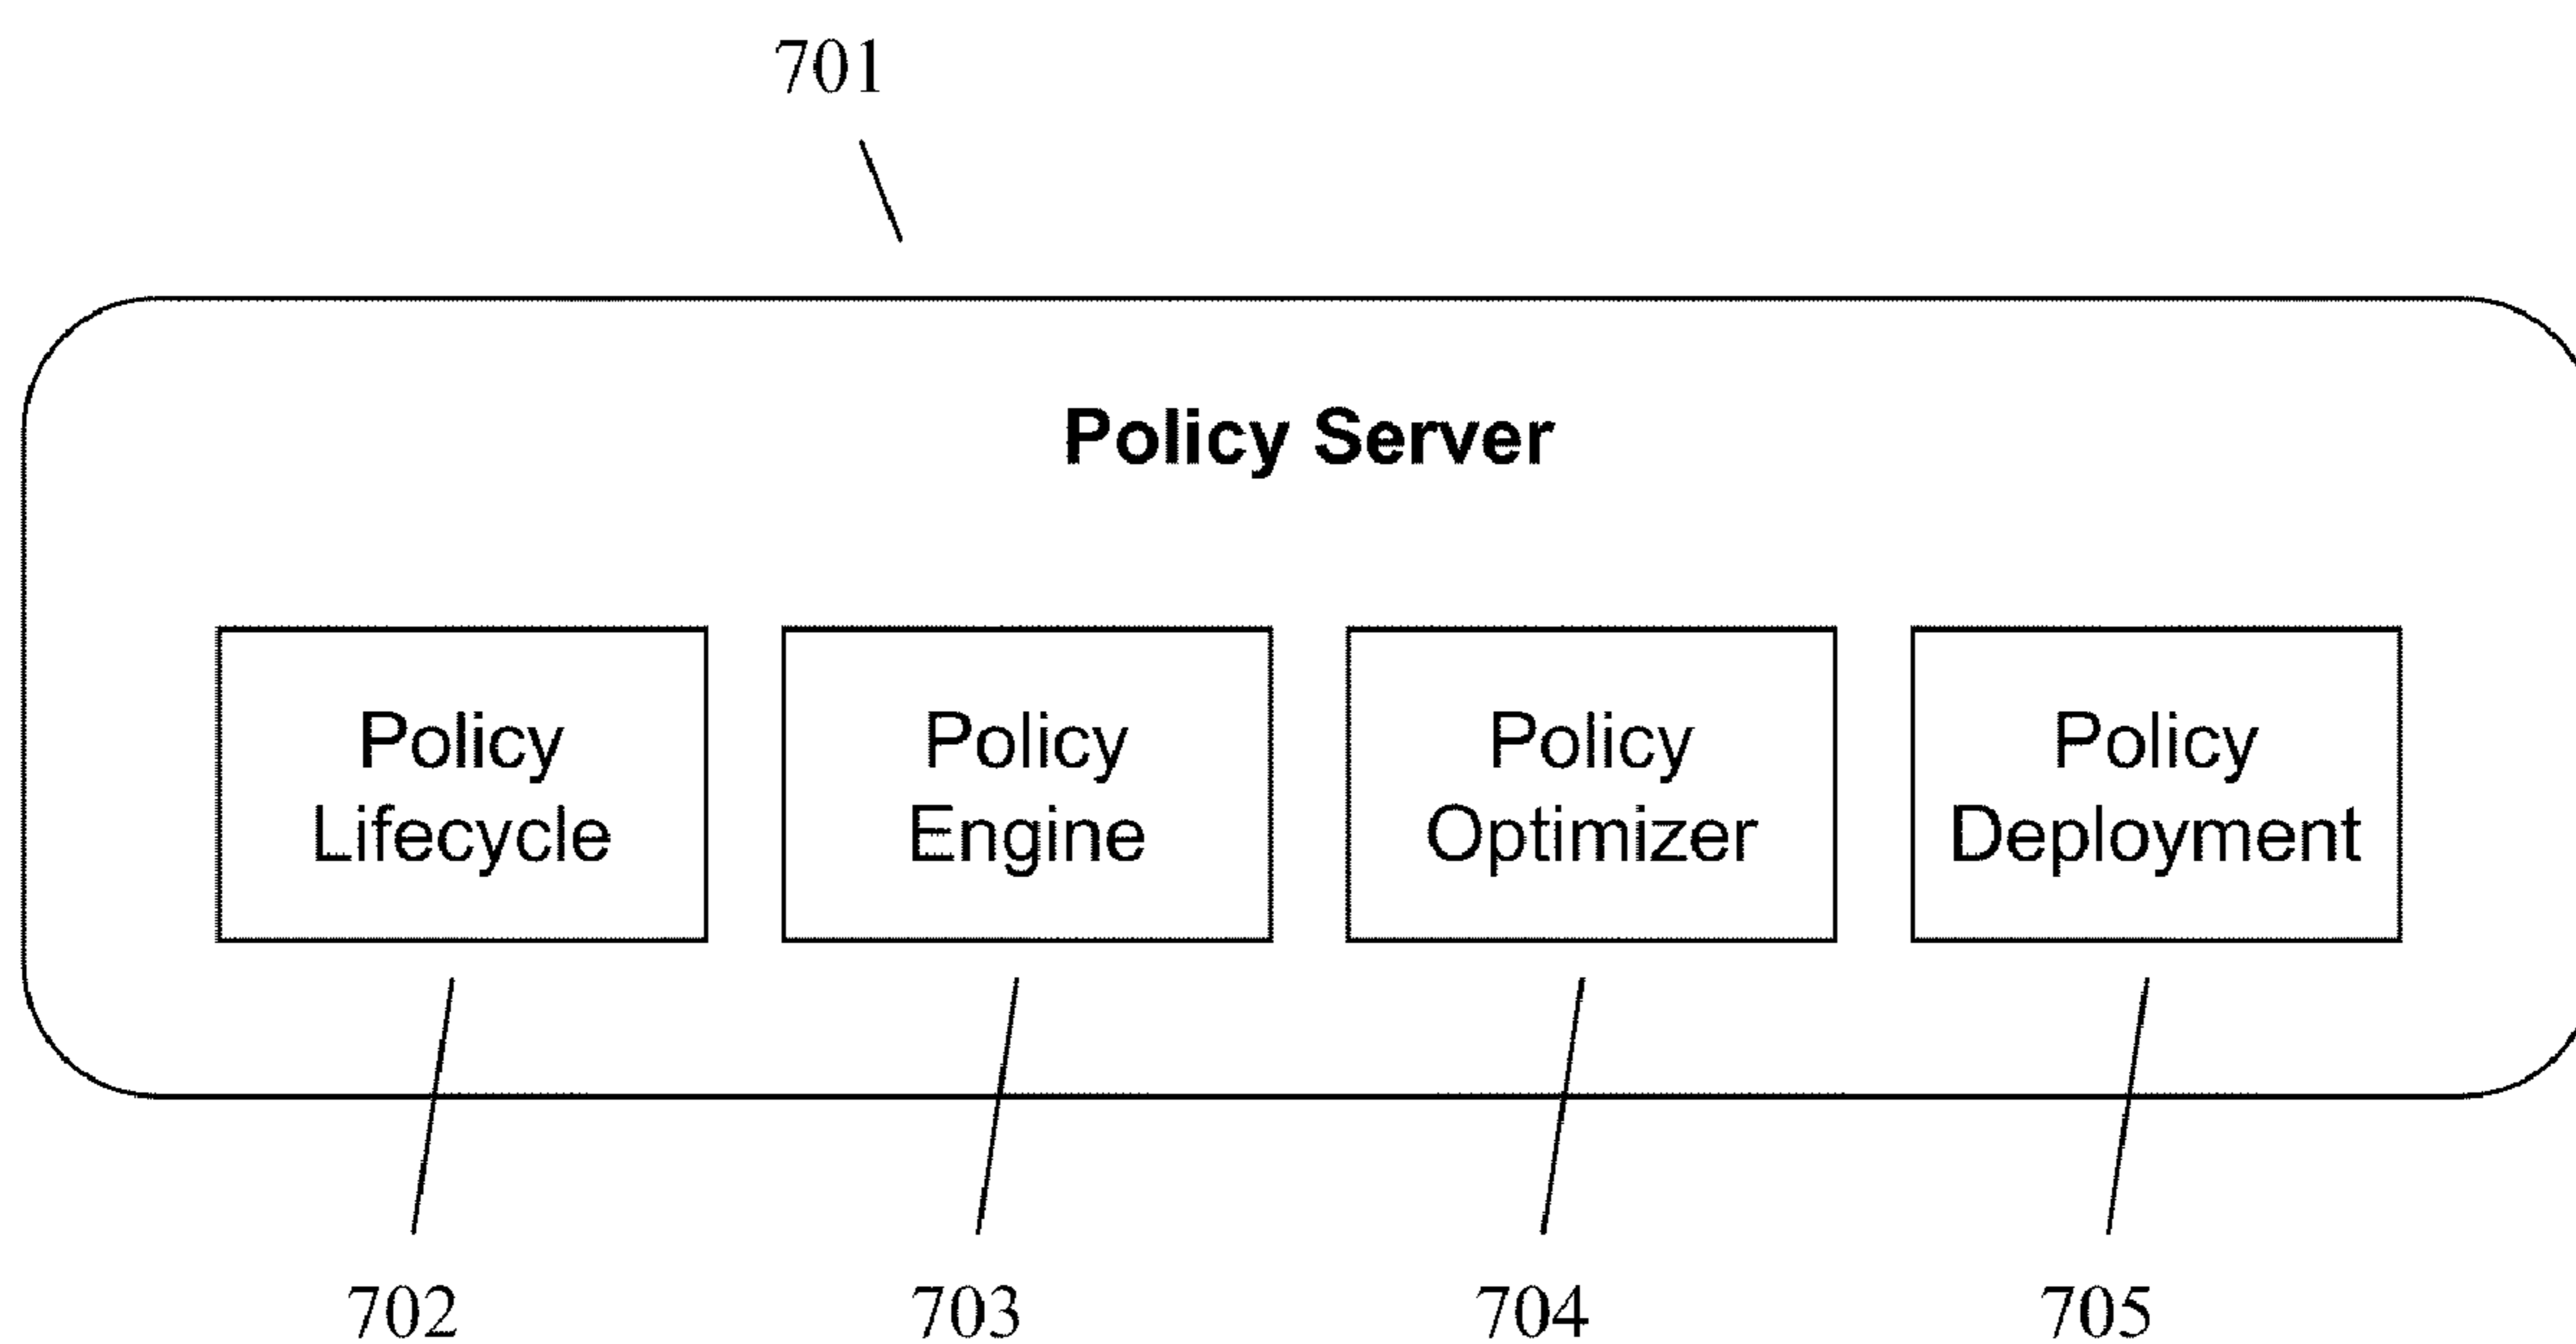 701
Policy Server
Policy
Lifecycle
Policy
Engine
Policy
Optimizer
Policy
Deployment
702
703
704
705